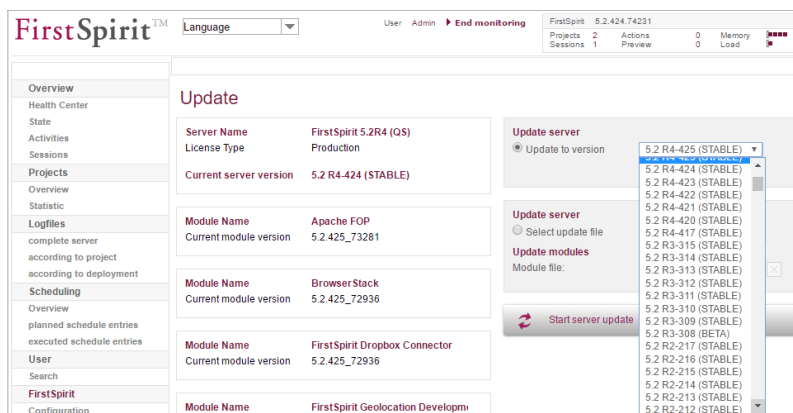 FirstSpirit™
Language
User Admin End monitoring
FirstSpirit 5.2.424.74231
Projects 2 Actions 0 Memory
Sessions 1 Preview 0 Load
Overview
Health Center
State
Activities
Sessions
Projects
Overview
Statistic
Logfiles
complete server
according to project
according to deployment
Scheduling
Overview
planned schedule entries
executed schedule entries
User
Search
FirstSpirit
Configuration
Update
Server Name FirstSpirit 5.2R4 (QS)
License Type Production
Current server version 5.2 R4-424 (STABLE)
Module Name Apache FOP
Current module version 5.2.425_73281
Module Name BrowserStack
Current module version 5.2.425_72936
Module Name FirstSpirit Dropbox Connector
Current module version 5.2.425_72936
Module Name FirstSpirit Geolocation Developme
Update server
Update to version 5.2 R4-425 (STABLE)
Update server
Select update file
Update modules
Module file:
Start server update
5.2 R4-425 (STABLE)
5.2 R4-424 (STABLE)
5.2 R4-423 (STABLE)
5.2 R4-422 (STABLE)
5.2 R4-421 (STABLE)
5.2 R4-420 (STABLE)
5.2 R4-417 (STABLE)
5.2 R3-315 (STABLE)
5.2 R3-314 (STABLE)
5.2 R3-313 (STABLE)
5.2 R3-312 (STABLE)
5.2 R3-311 (STABLE)
5.2 R3-310 (STABLE)
5.2 R3-309 (STABLE)
5.2 R3-308 (BETA)
5.2 R2-217 (STABLE)
5.2 R2-216 (STABLE)
5.2 R2-215 (STABLE)
5.2 R2-214 (STABLE)
5.2 R2-213 (STABLE)
5.2 R2-212 (STABLE)